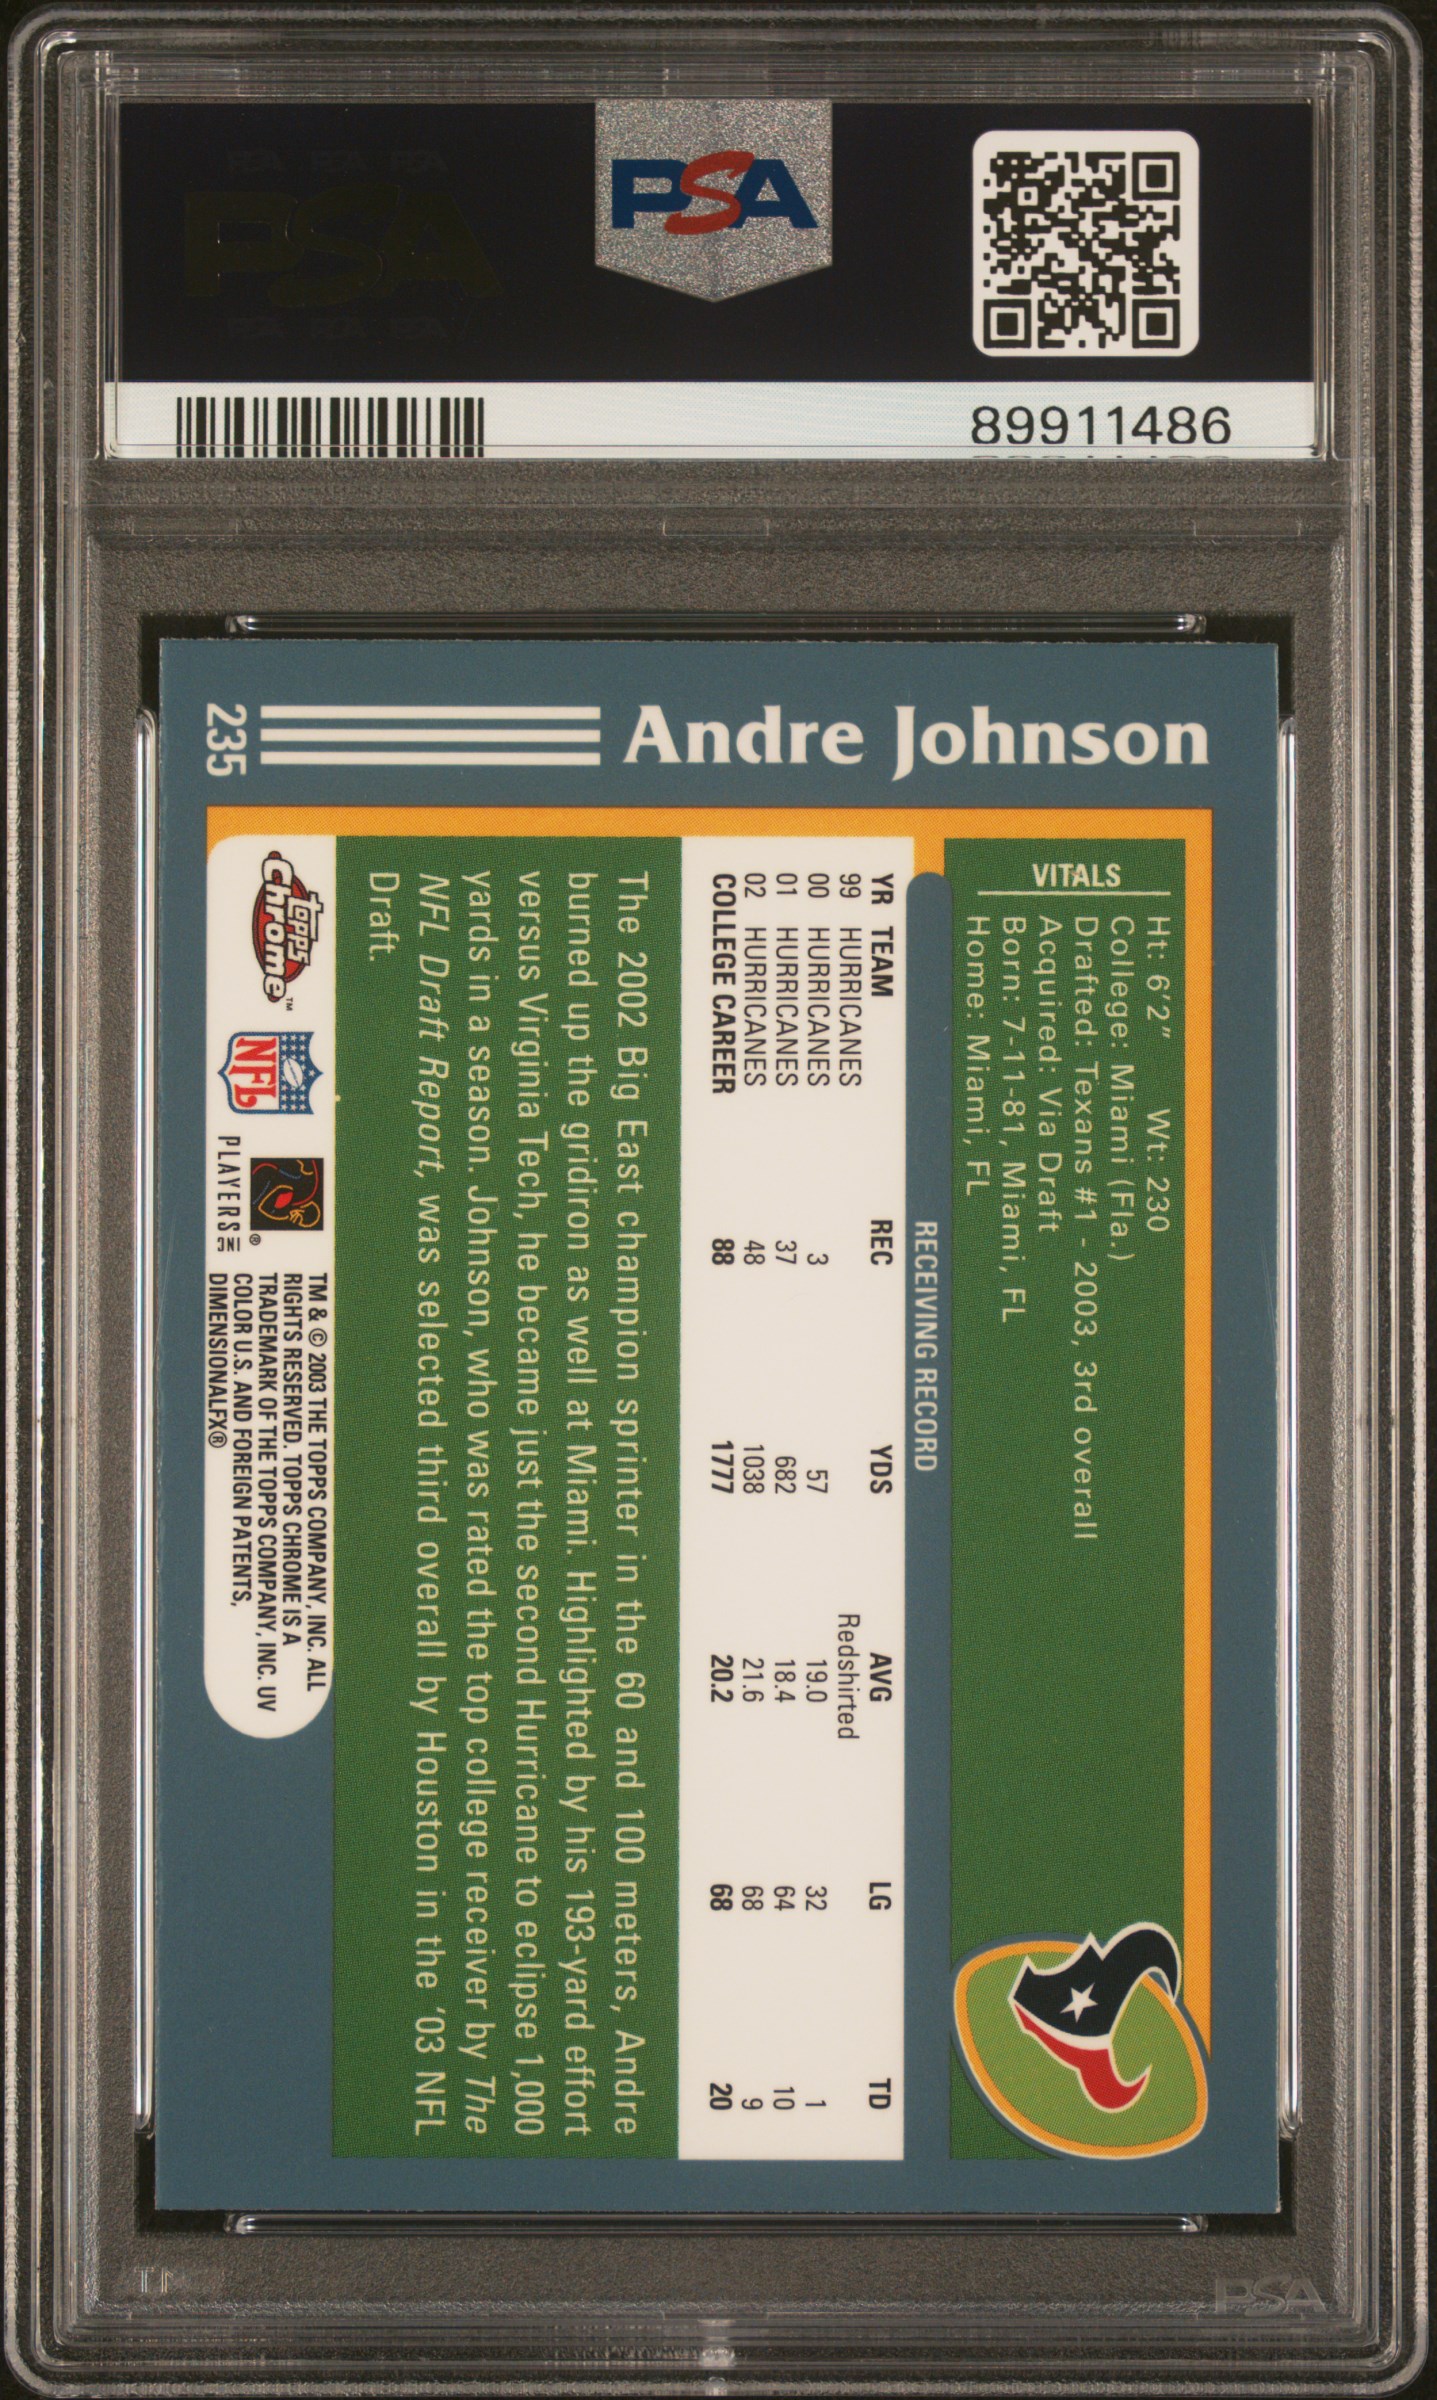 PSA
89911486
Andre Johnson
235
VITALS
Ht: 6'2" Wt: 230
College: Miami (Fla.)
Drafted: Texans #1 - 2003, 3rd overall
Acquired: Via Draft
Born: 7-11-81, Miami, FL
Home: Miami, FL
RECEIVING RECORD
YR TEAM REC YDS AVG LG TD
99 HURRICANES Redshirted
00 HURRICANES 3 57 19.0 32 1
01 HURRICANES 37 682 18.4 64 10
02 HURRICANES 48 1038 21.6 68 9
COLLEGE CAREER 88 1777 20.2 68 20
The 2002 Big East champion sprinter in the 60 and 100 meters, Andre
burned up the gridiron as well at Miami. Highlighted by his 193-yard effort
versus Virginia Tech, he became just the second Hurricane to eclipse 1,000
yards in a season. Johnson, who was rated the top college receiver by The
NFL Draft Report, was selected third overall by Houston in the '03 NFL
Draft.
topps Chrome™
NFL
PLAYERS INC ®
TM & © 2003 THE TOPPS COMPANY, INC. ALL
RIGHTS RESERVED. TOPPS CHROME IS A
TRADEMARK OF THE TOPPS COMPANY, INC. UV
COLOR U.S. AND FOREIGN PATENTS,
DIMENSIONALFX®
PSA